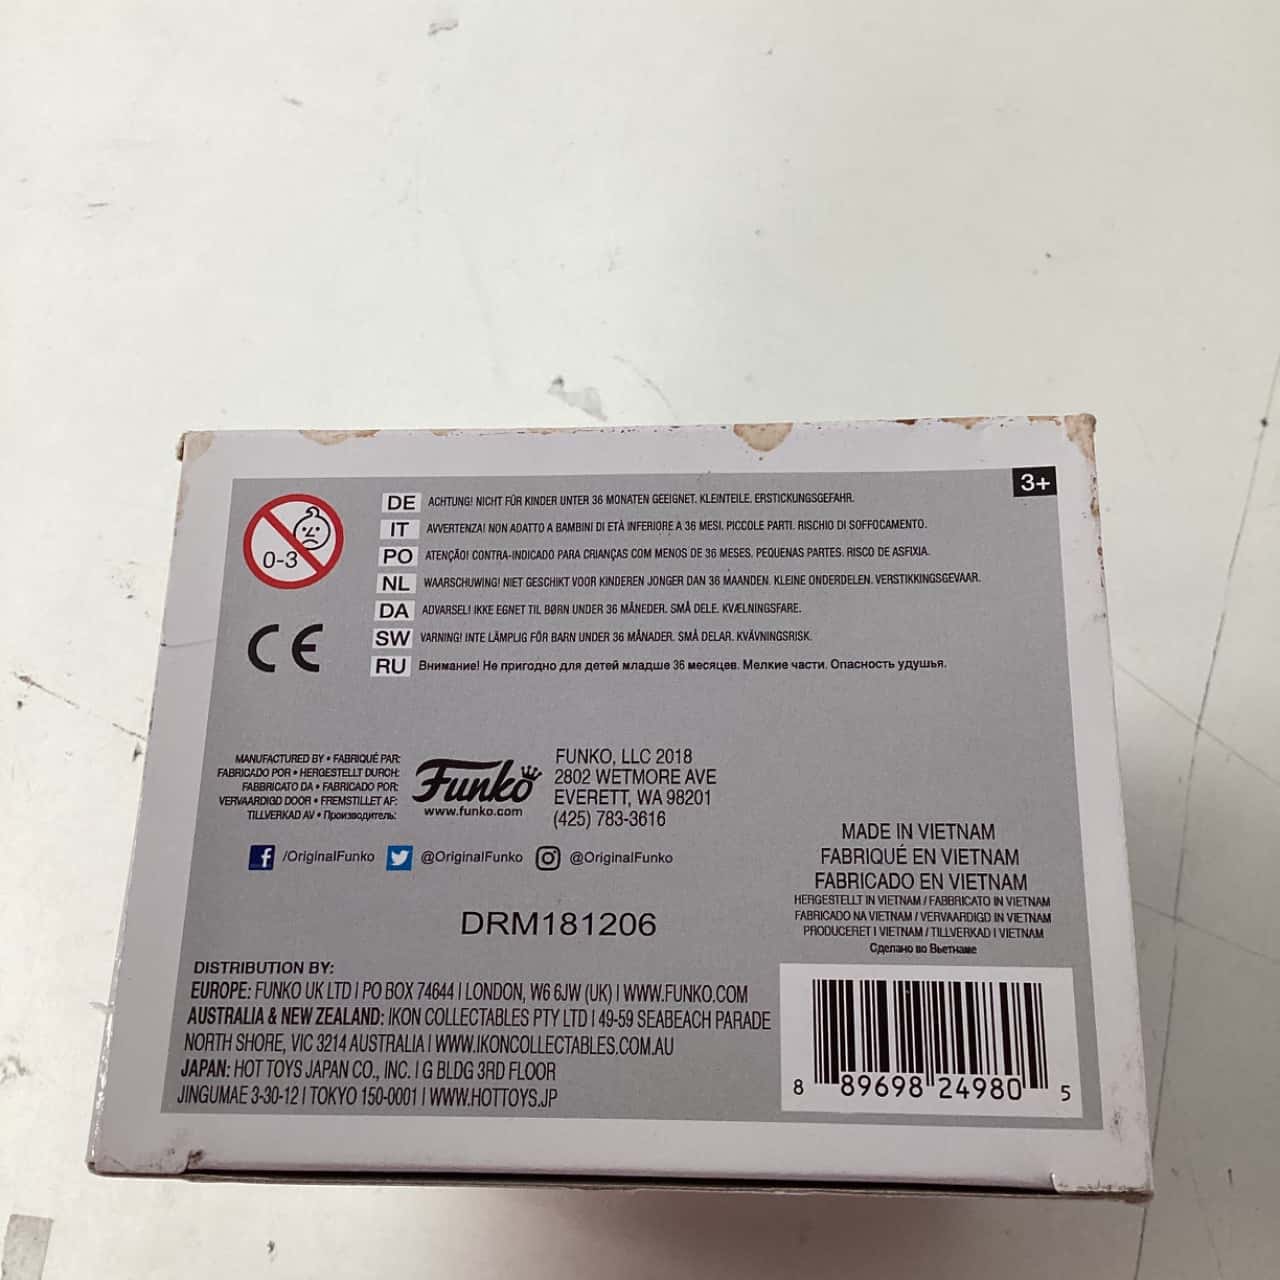 3+
0-3
DE ACHTUNG! NICHT FÜR KINDER UNTER 36 MONATEN GEEIGNET. KLEINTEILE. ERSTICKUNGSGEFAHR.
IT AVVERTENZA! NON ADATTO A BAMBINI DI ETÀ INFERIORE A 36 MESI. PICCOLE PARTI. RISCHIO DI SOFFOCAMENTO.
PO ATENÇÃO! CONTRA-INDICADO PARA CRIANÇAS COM MENOS DE 36 MESES. PEQUENAS PARTES. RISCO DE ASFIXIA.
NL WAARSCHUWING! NIET GESCHIKT VOOR KINDEREN JONGER DAN 36 MAANDEN. KLEINE ONDERDELEN. VERSTIKKINGSGEVAAR.
DA ADVARSEL! IKKE EGNET TIL BØRN UNDER 36 MÅNEDER. SMÅ DELE. KVÆLNINGSFARE.
SW VARNING! INTE LÄMPLIG FÖR BARN UNDER 36 MÅNADER. SMÅ DELAR. KVÄVNINGSRISK.
RU Внимание! Не пригодно для детей младше 36 месяцев. Мелкие части. Опасность удушья.
CE
MANUFACTURED BY • FABRIQUÉ PAR:
FABRICADO POR • HERGESTELLT DURCH:
FABBRICATO DA • FABRICADO POR:
VERVAARDIGD DOOR • FREMSTILLET AF:
TILLVERKAD AV • Производитель:
Funko
www.funko.com
FUNKO, LLC 2018
2802 WETMORE AVE
EVERETT, WA 98201
(425) 783-3616
/OriginalFunko @OriginalFunko @OriginalFunko
DRM181206
MADE IN VIETNAM
FABRIQUÉ EN VIETNAM
FABRICADO EN VIETNAM
HERGESTELLT IN VIETNAM / FABBRICATO IN VIETNAM
FABRICADO NA VIETNAM / VERVAARDIGD IN VIETNAM
PRODUCERET I VIETNAM / TILLVERKAD I VIETNAM
Сделано во Вьетнаме
DISTRIBUTION BY:
EUROPE: FUNKO UK LTD | PO BOX 74644 | LONDON, W6 6JW (UK) | WWW.FUNKO.COM
AUSTRALIA & NEW ZEALAND: IKON COLLECTABLES PTY LTD | 49-59 SEABEACH PARADE
NORTH SHORE, VIC 3214 AUSTRALIA | WWW.IKONCOLLECTABLES.COM.AU
JAPAN: HOT TOYS JAPAN CO., INC. | G BLDG 3RD FLOOR
JINGUMAE 3-30-12 | TOKYO 150-0001 | WWW.HOTTOYS.JP
8 89698 24980 5